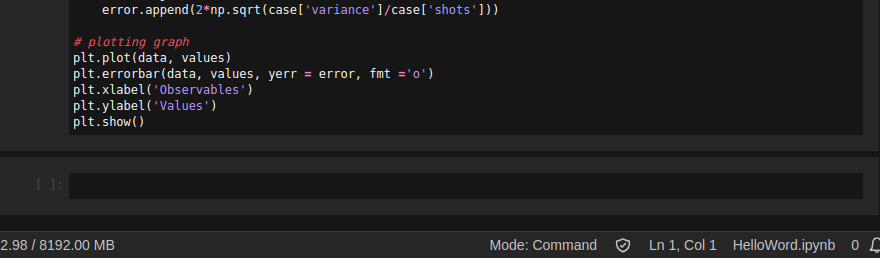 error.append(2*np.sqrt(case['variance']/case['shots']))
# plotting graph
plt.plot(data, values)
plt.errorbar(data, values, yerr = error, fmt ='o')
plt.xlabel('Observables')
plt.ylabel('Values')
plt.show()
[ ]:
2.98 / 8192.00 MB Mode: Command Ln 1, Col 1 HelloWord.ipynb 0